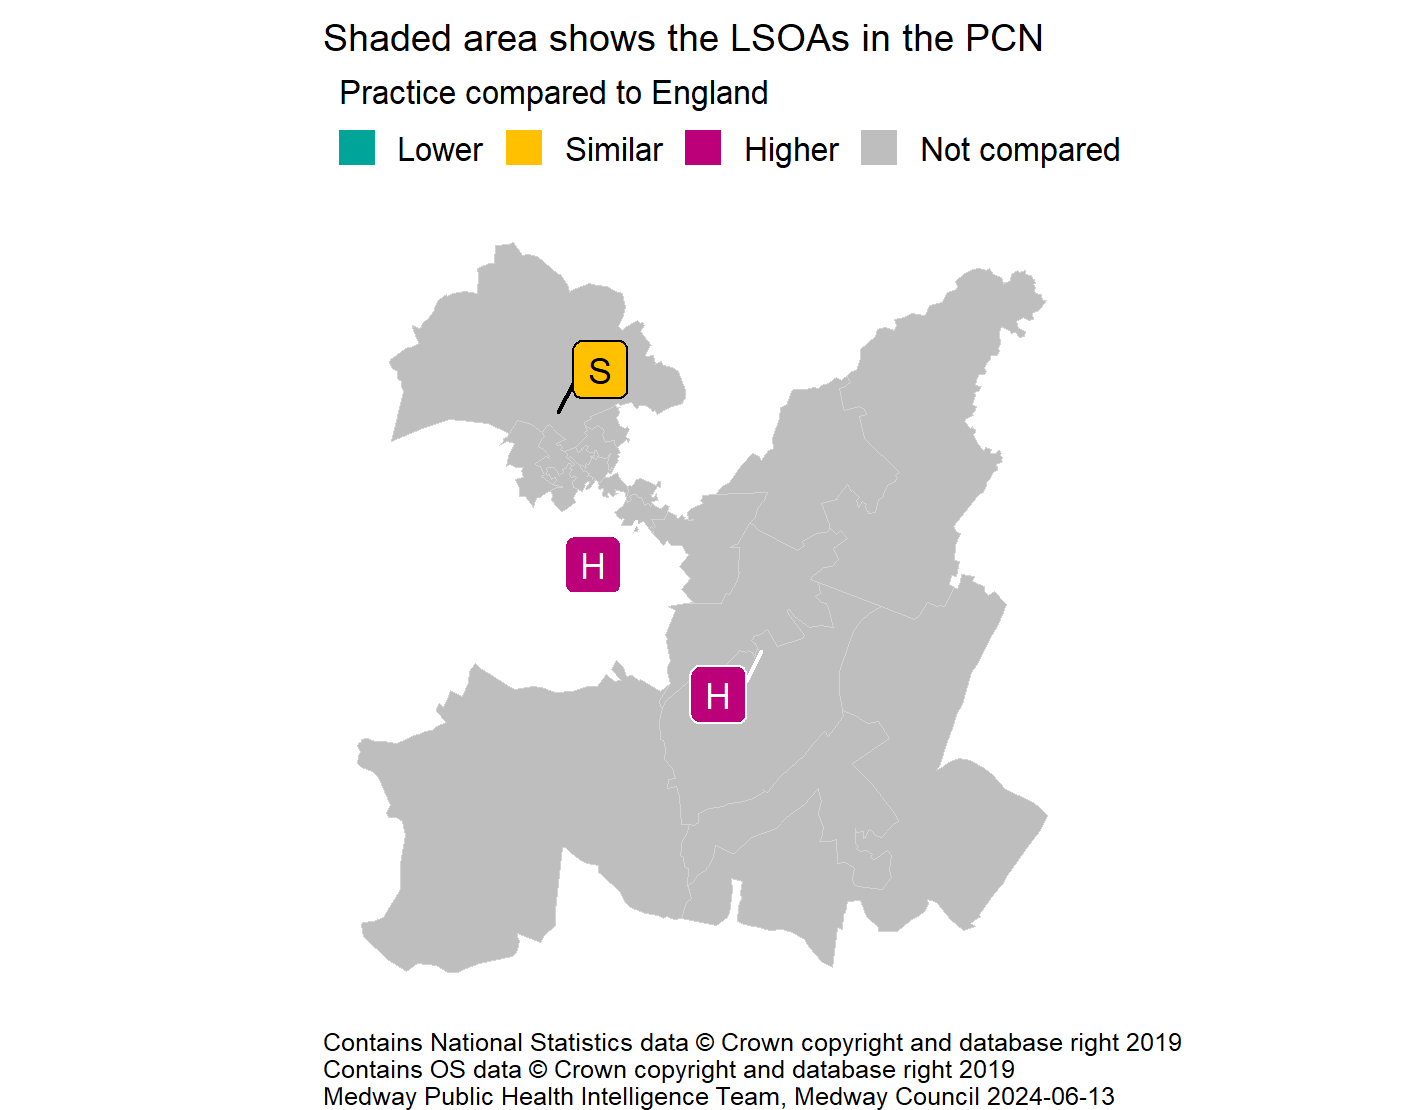 Shaded area shows the LSOAs in the PCN
Practice compared to England
Lower Similar Higher Not compared
S
H
H
Contains National Statistics data © Crown copyright and database right 2019
Contains OS data © Crown copyright and database right 2019
Medway Public Health Intelligence Team, Medway Council 2024-06-13